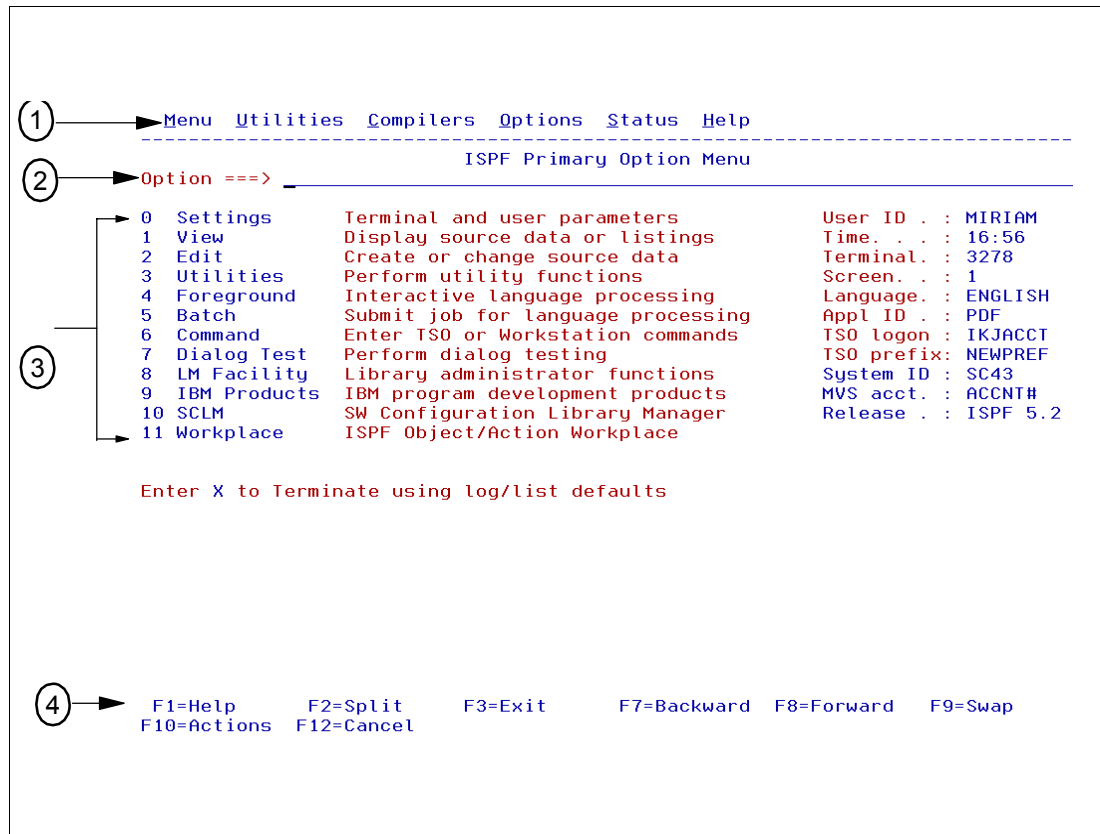 1 Menu Utilities Compilers Options Status Help
ISPF Primary Option Menu
2 Option ===>
0 Settings Terminal and user parameters User ID . : MIRIAM
1 View Display source data or listings Time. . . : 16:56
2 Edit Create or change source data Terminal. : 3278
3 Utilities Perform utility functions Screen. . : 1
4 Foreground Interactive language processing Language. : ENGLISH
5 Batch Submit job for language processing Appl ID . : PDF
6 Command Enter TSO or Workstation commands TSO logon : IKJACCT
7 Dialog Test Perform dialog testing TSO prefix: NEWPREF
3
8 LM Facility Library administrator functions System ID : SC43
9 IBM Products IBM program development products MVS acct. : ACCNT#
10 SCLM SW Configuration Library Manager Release . : ISPF 5.2
11 Workplace ISPF Object/Action Workplace
Enter X to Terminate using log/list defaults
4 F1=Help F2=Split F3=Exit F7=Backward F8=Forward F9=Swap
F10=Actions F12=Cancel